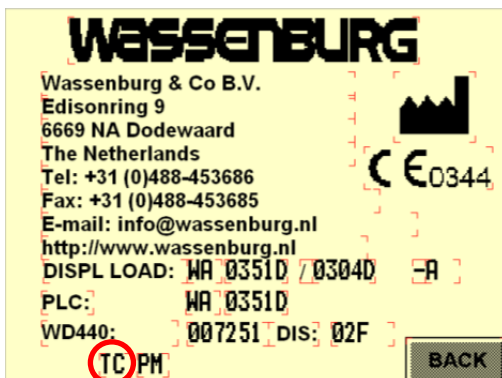 WASSENBURG
Wassenburg & Co B.V.
Edisonring 9
6669 NA Dodewaard
The Netherlands
Tel: +31 (0)488-453686
Fax: +31 (0)488-453685
E-mail: info@wassenburg.nl
http://www.wassenburg.nl
CE0344
DISPL LOAD: WA 0351D / 0304D -A
PLC: WA 0351D
WD440: 007251 DIS: 02F
TC PM
BACK